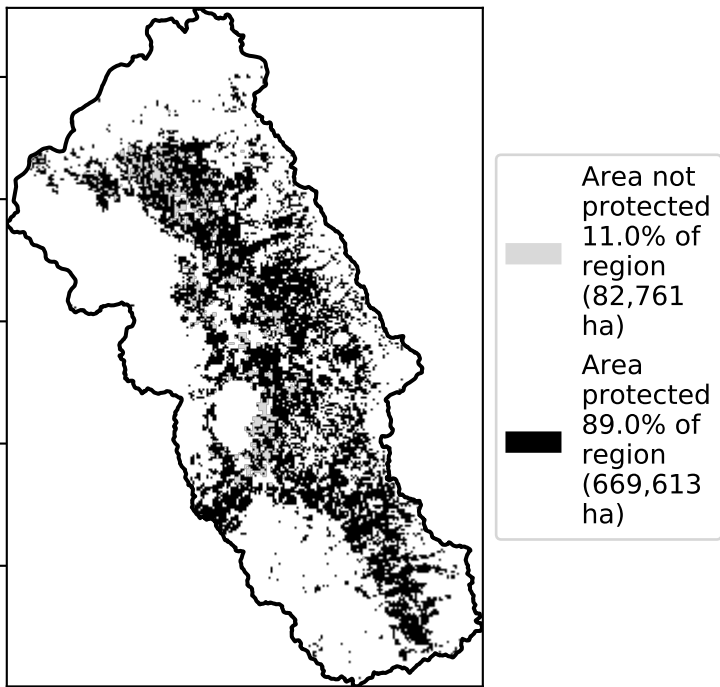 Area not
protected
11.0% of
region
(82,761
ha)
Area
protected
89.0% of
region
(669,613
ha)